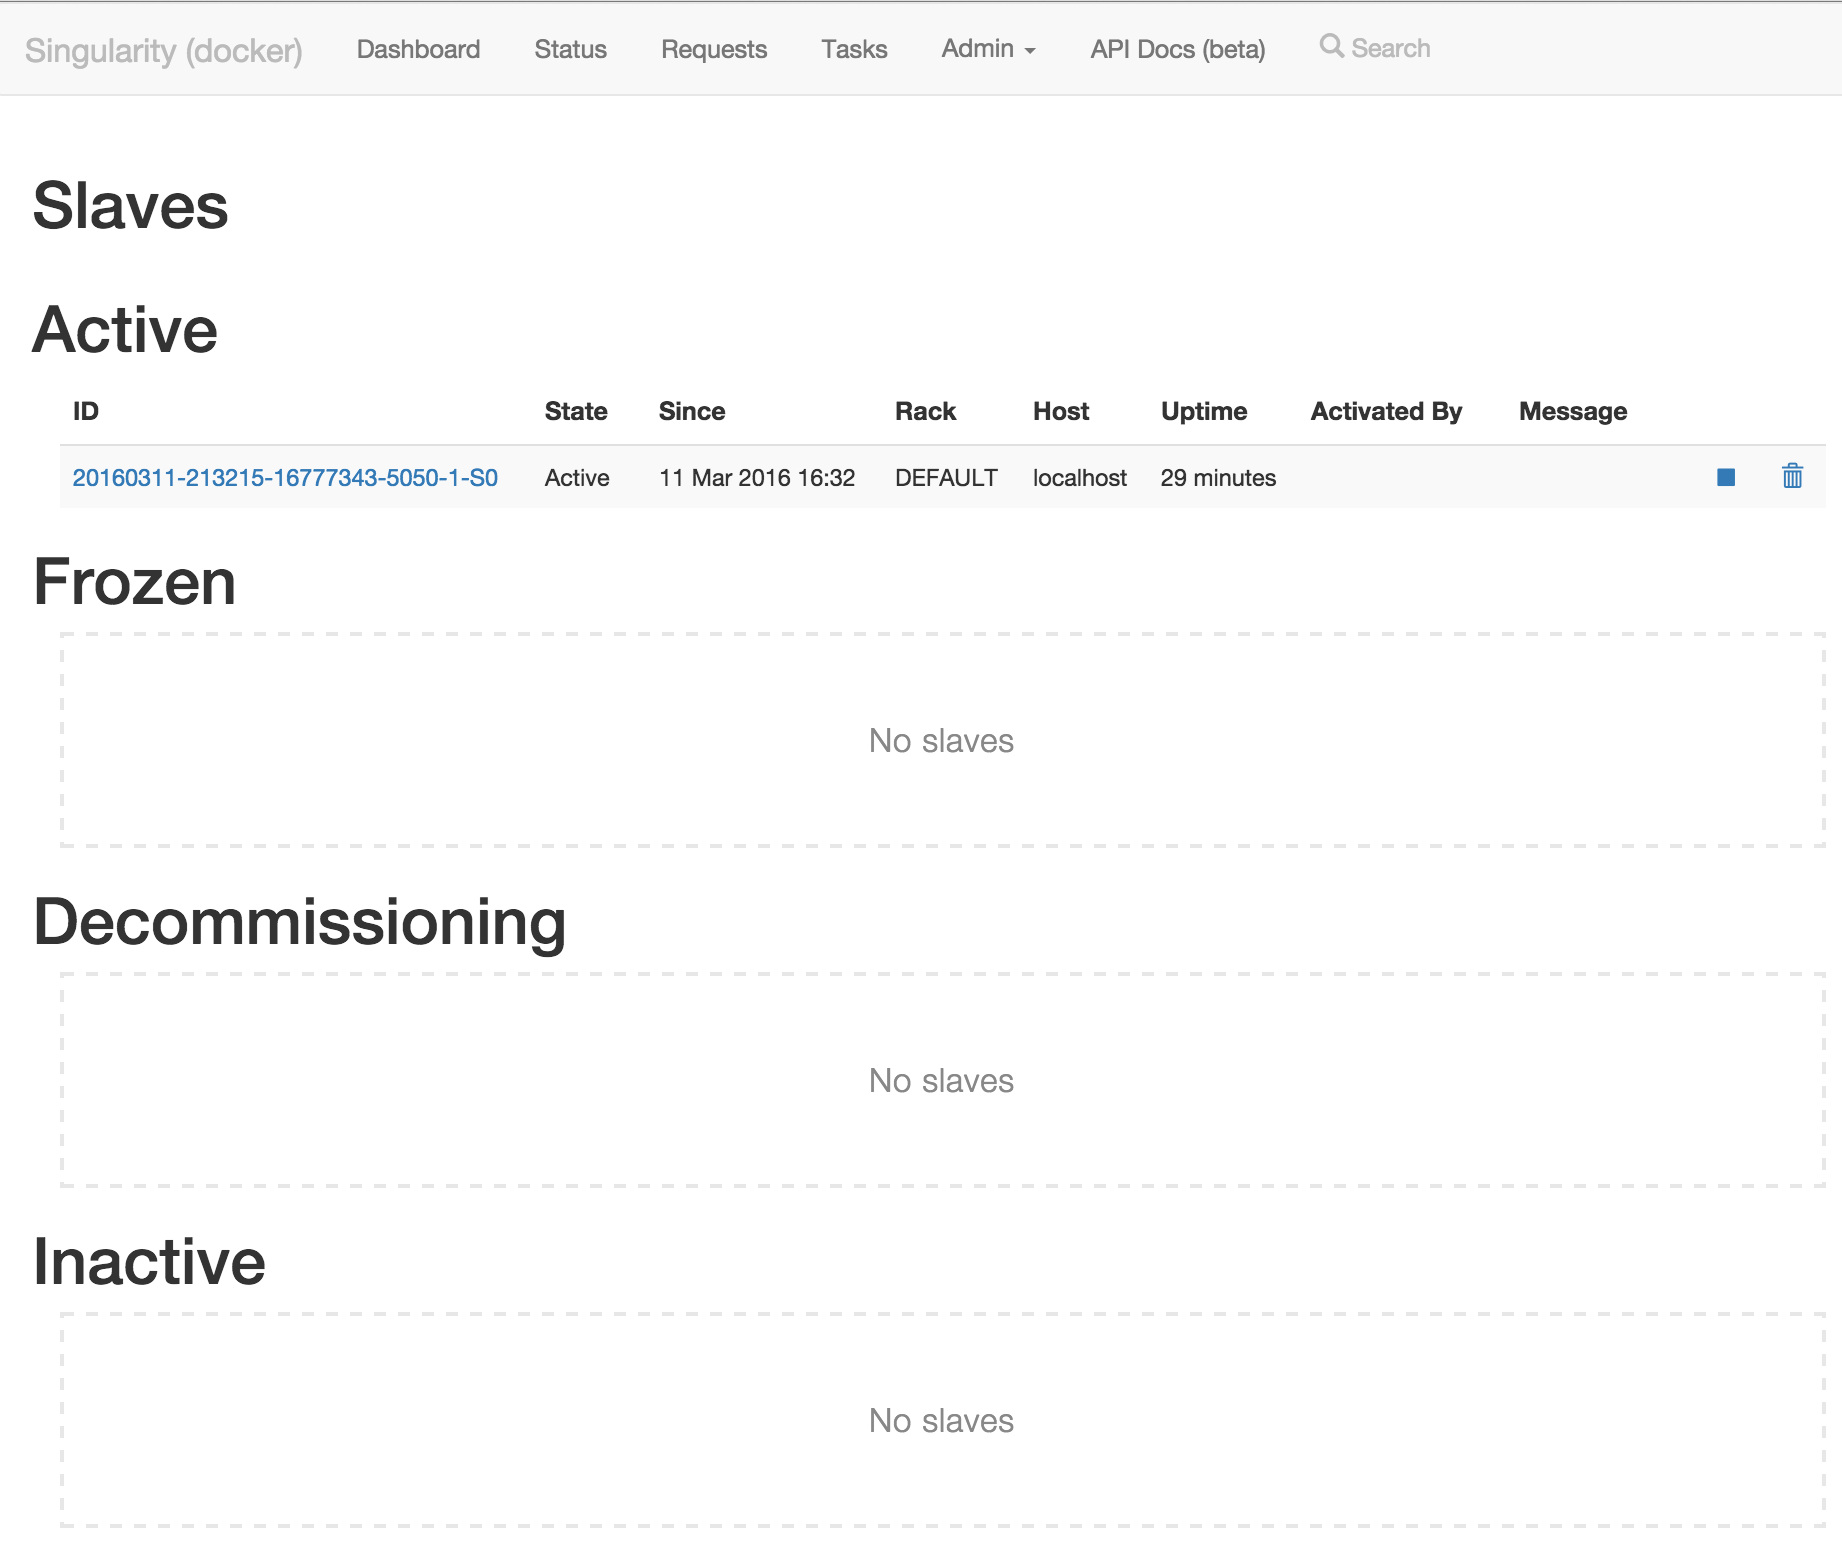 Singularity (docker) Dashboard Status Requests Tasks Admin API Docs (beta) Search
Slaves
Active
ID State Since Rack Host Uptime Activated By Message
20160311-213215-16777343-5050-1-S0 Active 11 Mar 2016 16:32 DEFAULT localhost 29 minutes
Frozen
No slaves
Decommissioning
No slaves
Inactive
No slaves